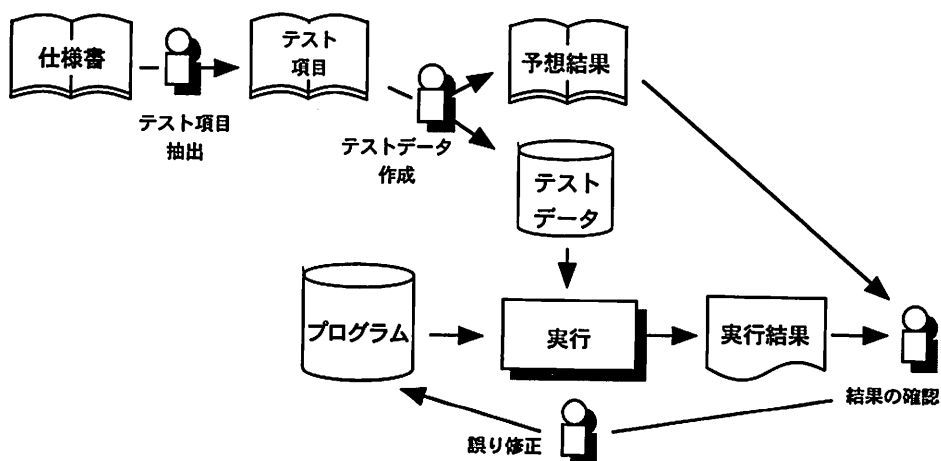 仕様書
テスト
項目
予想結果
テスト項目
抽出
テストデータ
作成
テスト
データ
プログラム
実行
実行結果
結果の確認
誤り修正